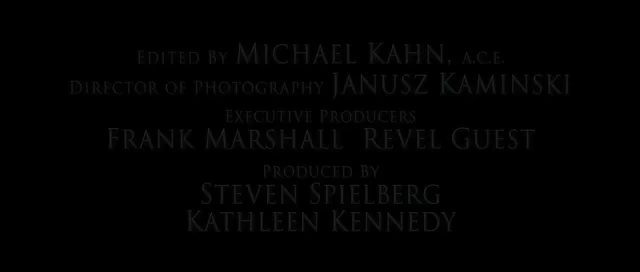 Edited By Michael Kahn, A.C.E.
Director of Photography Janusz Kaminski
Executive Producers
Frank Marshall Revel Guest
Produced By
Steven Spielberg
Kathleen Kennedy